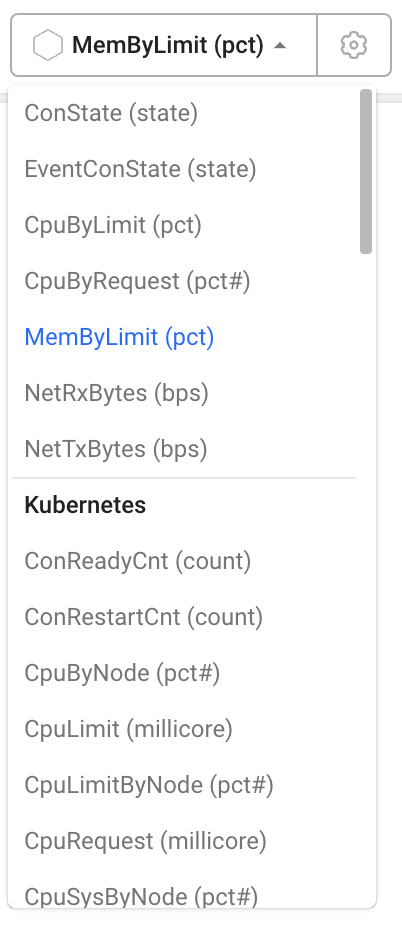 MemByLimit (pct)
ConState (state)
EventConState (state)
CpuByLimit (pct)
CpuByRequest (pct#)
MemByLimit (pct)
NetRxBytes (bps)
NetTxBytes (bps)
Kubernetes
ConReadyCnt (count)
ConRestartCnt (count)
CpuByNode (pct#)
CpuLimit (millicore)
CpuLimitByNode (pct#)
CpuRequest (millicore)
CpuSysByNode (pct#)